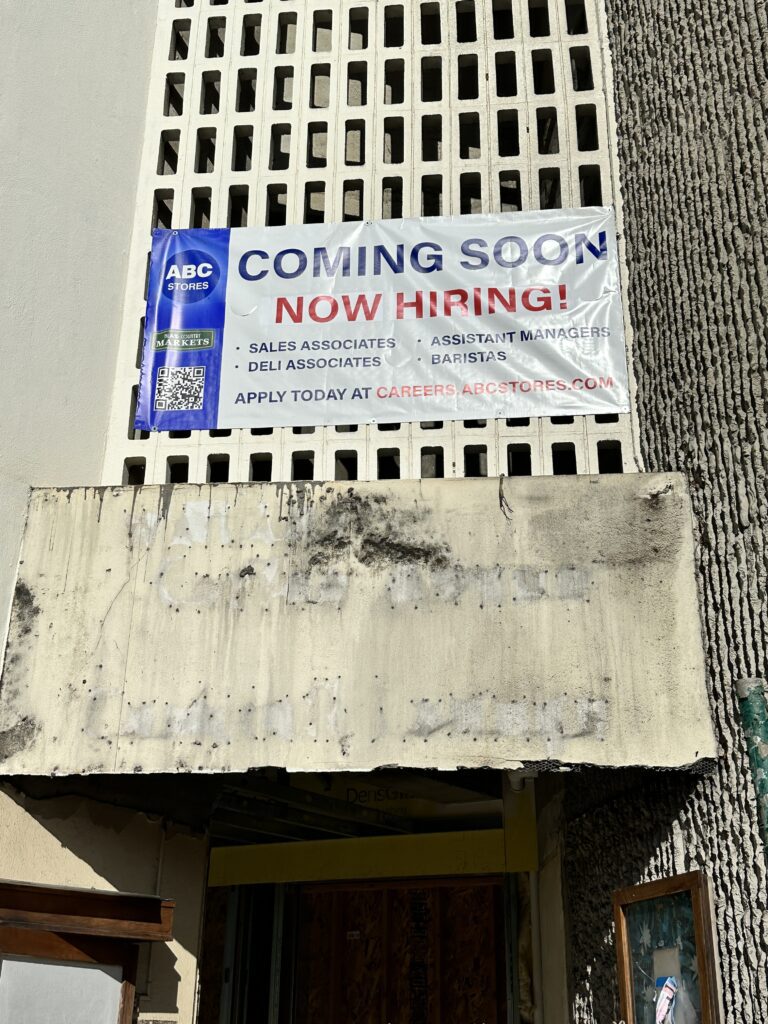 ABC
STORES
COMING SOON
NOW HIRING!
MARKETS
• SALES ASSOCIATES
• DELI ASSOCIATES
• ASSISTANT MANAGERS
• BARISTAS
APPLY TODAY AT CAREERS.ABCSTORES.COM